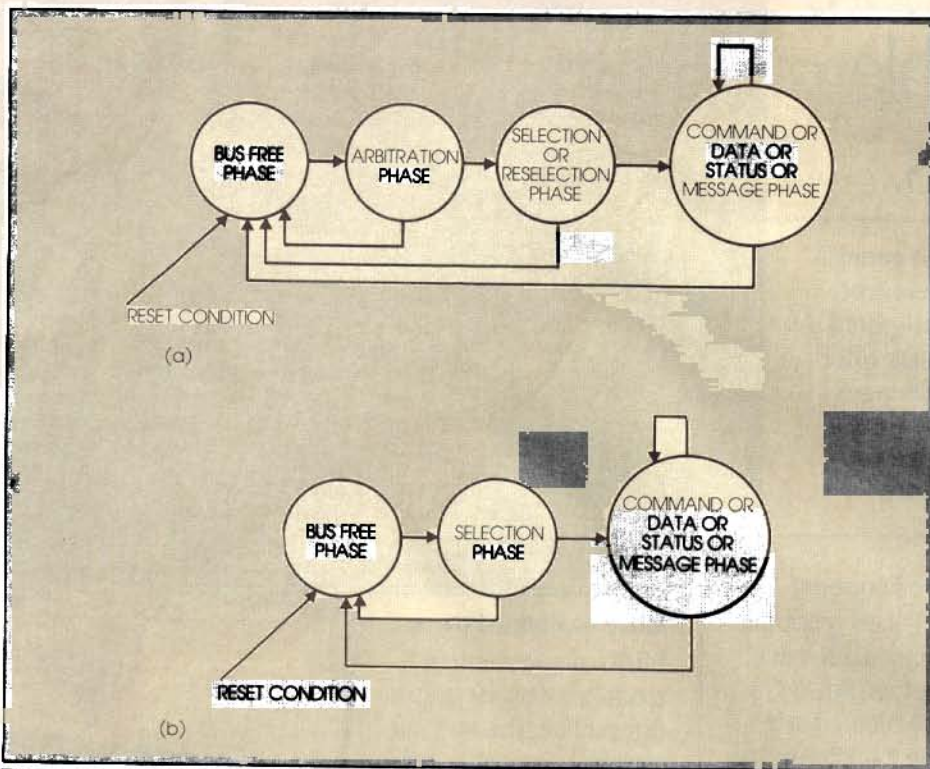 BUS FREE
PHASE
ARBITRATION
PHASE
SELECTION
OR
RESELECTION
PHASE
COMMAND OR
DATA OR
STATUS OR
MESSAGE PHASE
RESET CONDITION
(a)
BUS FREE
PHASE
SELECTION
PHASE
COMMAND OR
DATA OR
STATUS OR
MESSAGE PHASE
RESET CONDITION
(b)